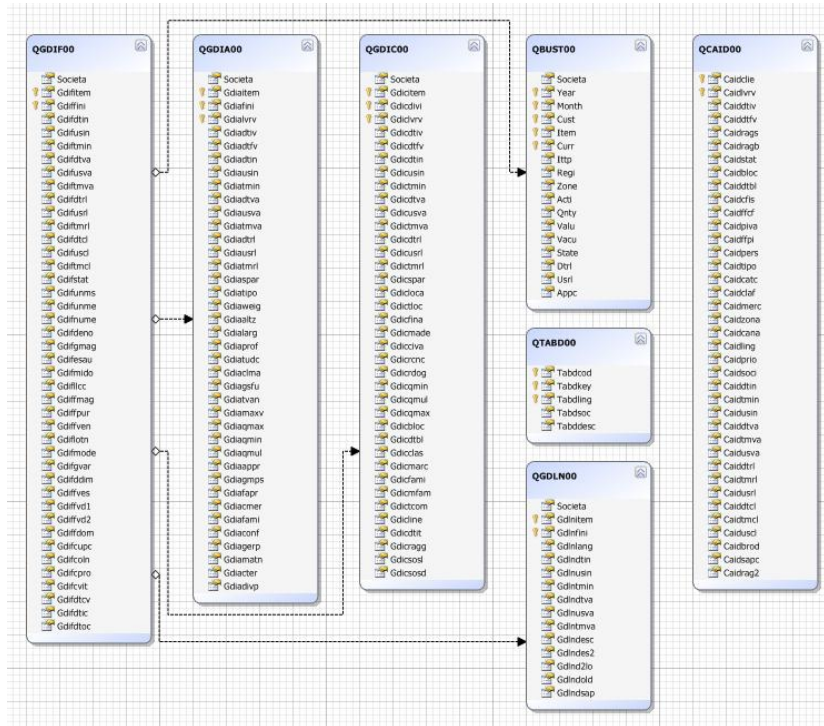 QGDIF00
Societa
Gdifitem
Gdiffini
Gdifdtin
Gdifusin
Gdiftmin
Gdifdtva
Gdifusva
Gdiftmva
Gdifdtrl
Gdifusrl
Gdiftmrl
Gdifdtcl
Gdifuscl
Gdiftmcl
Gdifstat
Gdifunms
Gdifunme
Gdifnume
Gdifdeno
Gdifgmag
Gdifesau
Gdifmido
Gdifllcc
Gdiffmag
Gdiffpur
Gdiffven
Gdiflotn
Gdifmode
Gdifgvar
Gdifddim
Gdiffves
Gdiffvd1
Gdiffvd2
Gdiffdom
Gdifcupc
Gdifcoln
Gdifcpro
Gdifcvit
Gdifdtcv
Gdifdtic
Gdifdtoc
QGDIA00
Societa
Gdiaitem
Gdiafini
Gdialvrv
Gdiadtiv
Gdiadtfv
Gdiadtin
Gdiausin
Gdiatmin
Gdiadtva
Gdiausva
Gdiatmva
Gdiadtrl
Gdiausrl
Gdiatmrl
Gdiaspar
Gdiatipo
Gdiaweig
Gdiaaltz
Gdialarg
Gdiaprof
Gdiatudc
Gdiaclma
Gdiagsfu
Gdiatvan
Gdiamaxv
Gdiaqmax
Gdiaqmin
Gdiaqmul
Gdiaappr
Gdiagmps
Gdiafapr
Gdiacmer
Gdiafami
Gdiaconf
Gdiagerp
Gdiamatn
Gdiacter
Gdiadivp
QGDIC00
Societa
Gdicitem
Gdicdivi
Gdiclvrv
Gdicdtiv
Gdicdtfv
Gdicdtin
Gdicusin
Gdictmin
Gdicdtva
Gdicusva
Gdictmva
Gdicdtrl
Gdicusrl
Gdictmrl
Gdicspar
Gdicloca
Gdictloc
Gdicfina
Gdicmade
Gdicciva
Gdicrcnc
Gdicrdog
Gdicqmin
Gdicqmul
Gdicqmax
Gdicbloc
Gdicdtbl
Gdicclas
Gdicmarc
Gdicfami
Gdicmfam
Gdictcom
Gdicline
Gdicdtit
Gdicragg
Gdicsosl
Gdicsosd
QBUST00
Societa
Year
Month
Cust
Item
Curr
Ittp
Regi
Zone
Acti
Qnty
Valu
Vacu
State
Dtrl
Usrl
Appc
QTABD00
Tabdcod
Tabdkey
Tabdling
Tabdsoc
Tabddesc
QGDLN00
Societa
Gdlnitem
Gdlnfini
Gdlnlang
Gdlndtin
Gdlnusin
Gdlntmin
Gdlndtva
Gdlnusva
Gdlntmva
Gdlndesc
Gdlndes2
Gdlnd2lo
Gdlndold
Gdlndsap
QCAID00
Caidclie
Caidlvrv
Caiddtiv
Caiddtfv
Caidrags
Caidragb
Caidstat
Caidbloc
Caiddtbl
Caidcfis
Caidffcf
Caidpiva
Caidffpi
Caidpers
Caidtipo
Caidcatc
Caidclaf
Caidmerc
Caidzona
Caidcana
Caidling
Caidprio
Caidsoci
Caiddtin
Caidtmin
Caidusin
Caiddtva
Caidtmva
Caidusva
Caiddtrl
Caidtmrl
Caidusrl
Caiddtcl
Caidtmcl
Caiduscl
Caidbrod
Caidsapc
Caidrag2